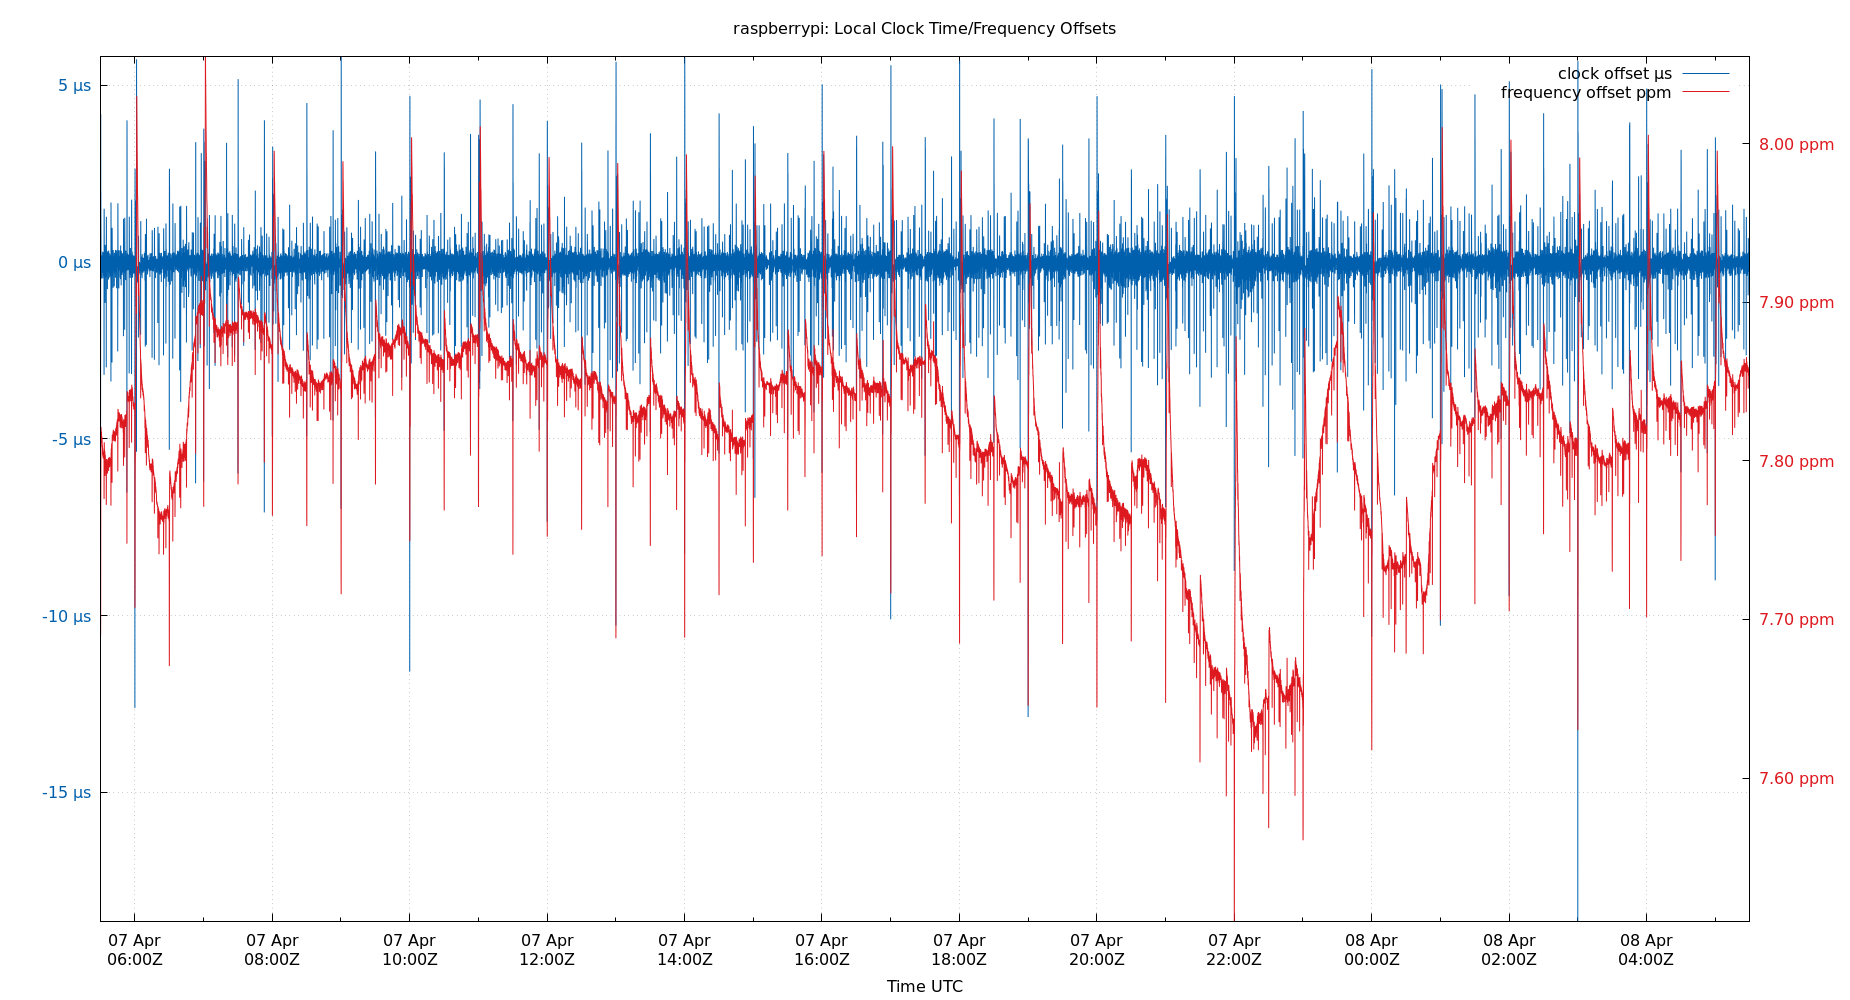 raspberrypi: Local Clock Time/Frequency Offsets
clock offset µs
frequency offset ppm
5 µs
0 µs
-5 µs
-10 µs
-15 µs
8.00 ppm
7.90 ppm
7.80 ppm
7.70 ppm
7.60 ppm
07 Apr 07 Apr 07 Apr 07 Apr 07 Apr 07 Apr 07 Apr 07 Apr 07 Apr 08 Apr 08 Apr 08 Apr
06:00Z 08:00Z 10:00Z 12:00Z 14:00Z 16:00Z 18:00Z 20:00Z 22:00Z 00:00Z 02:00Z 04:00Z
Time UTC